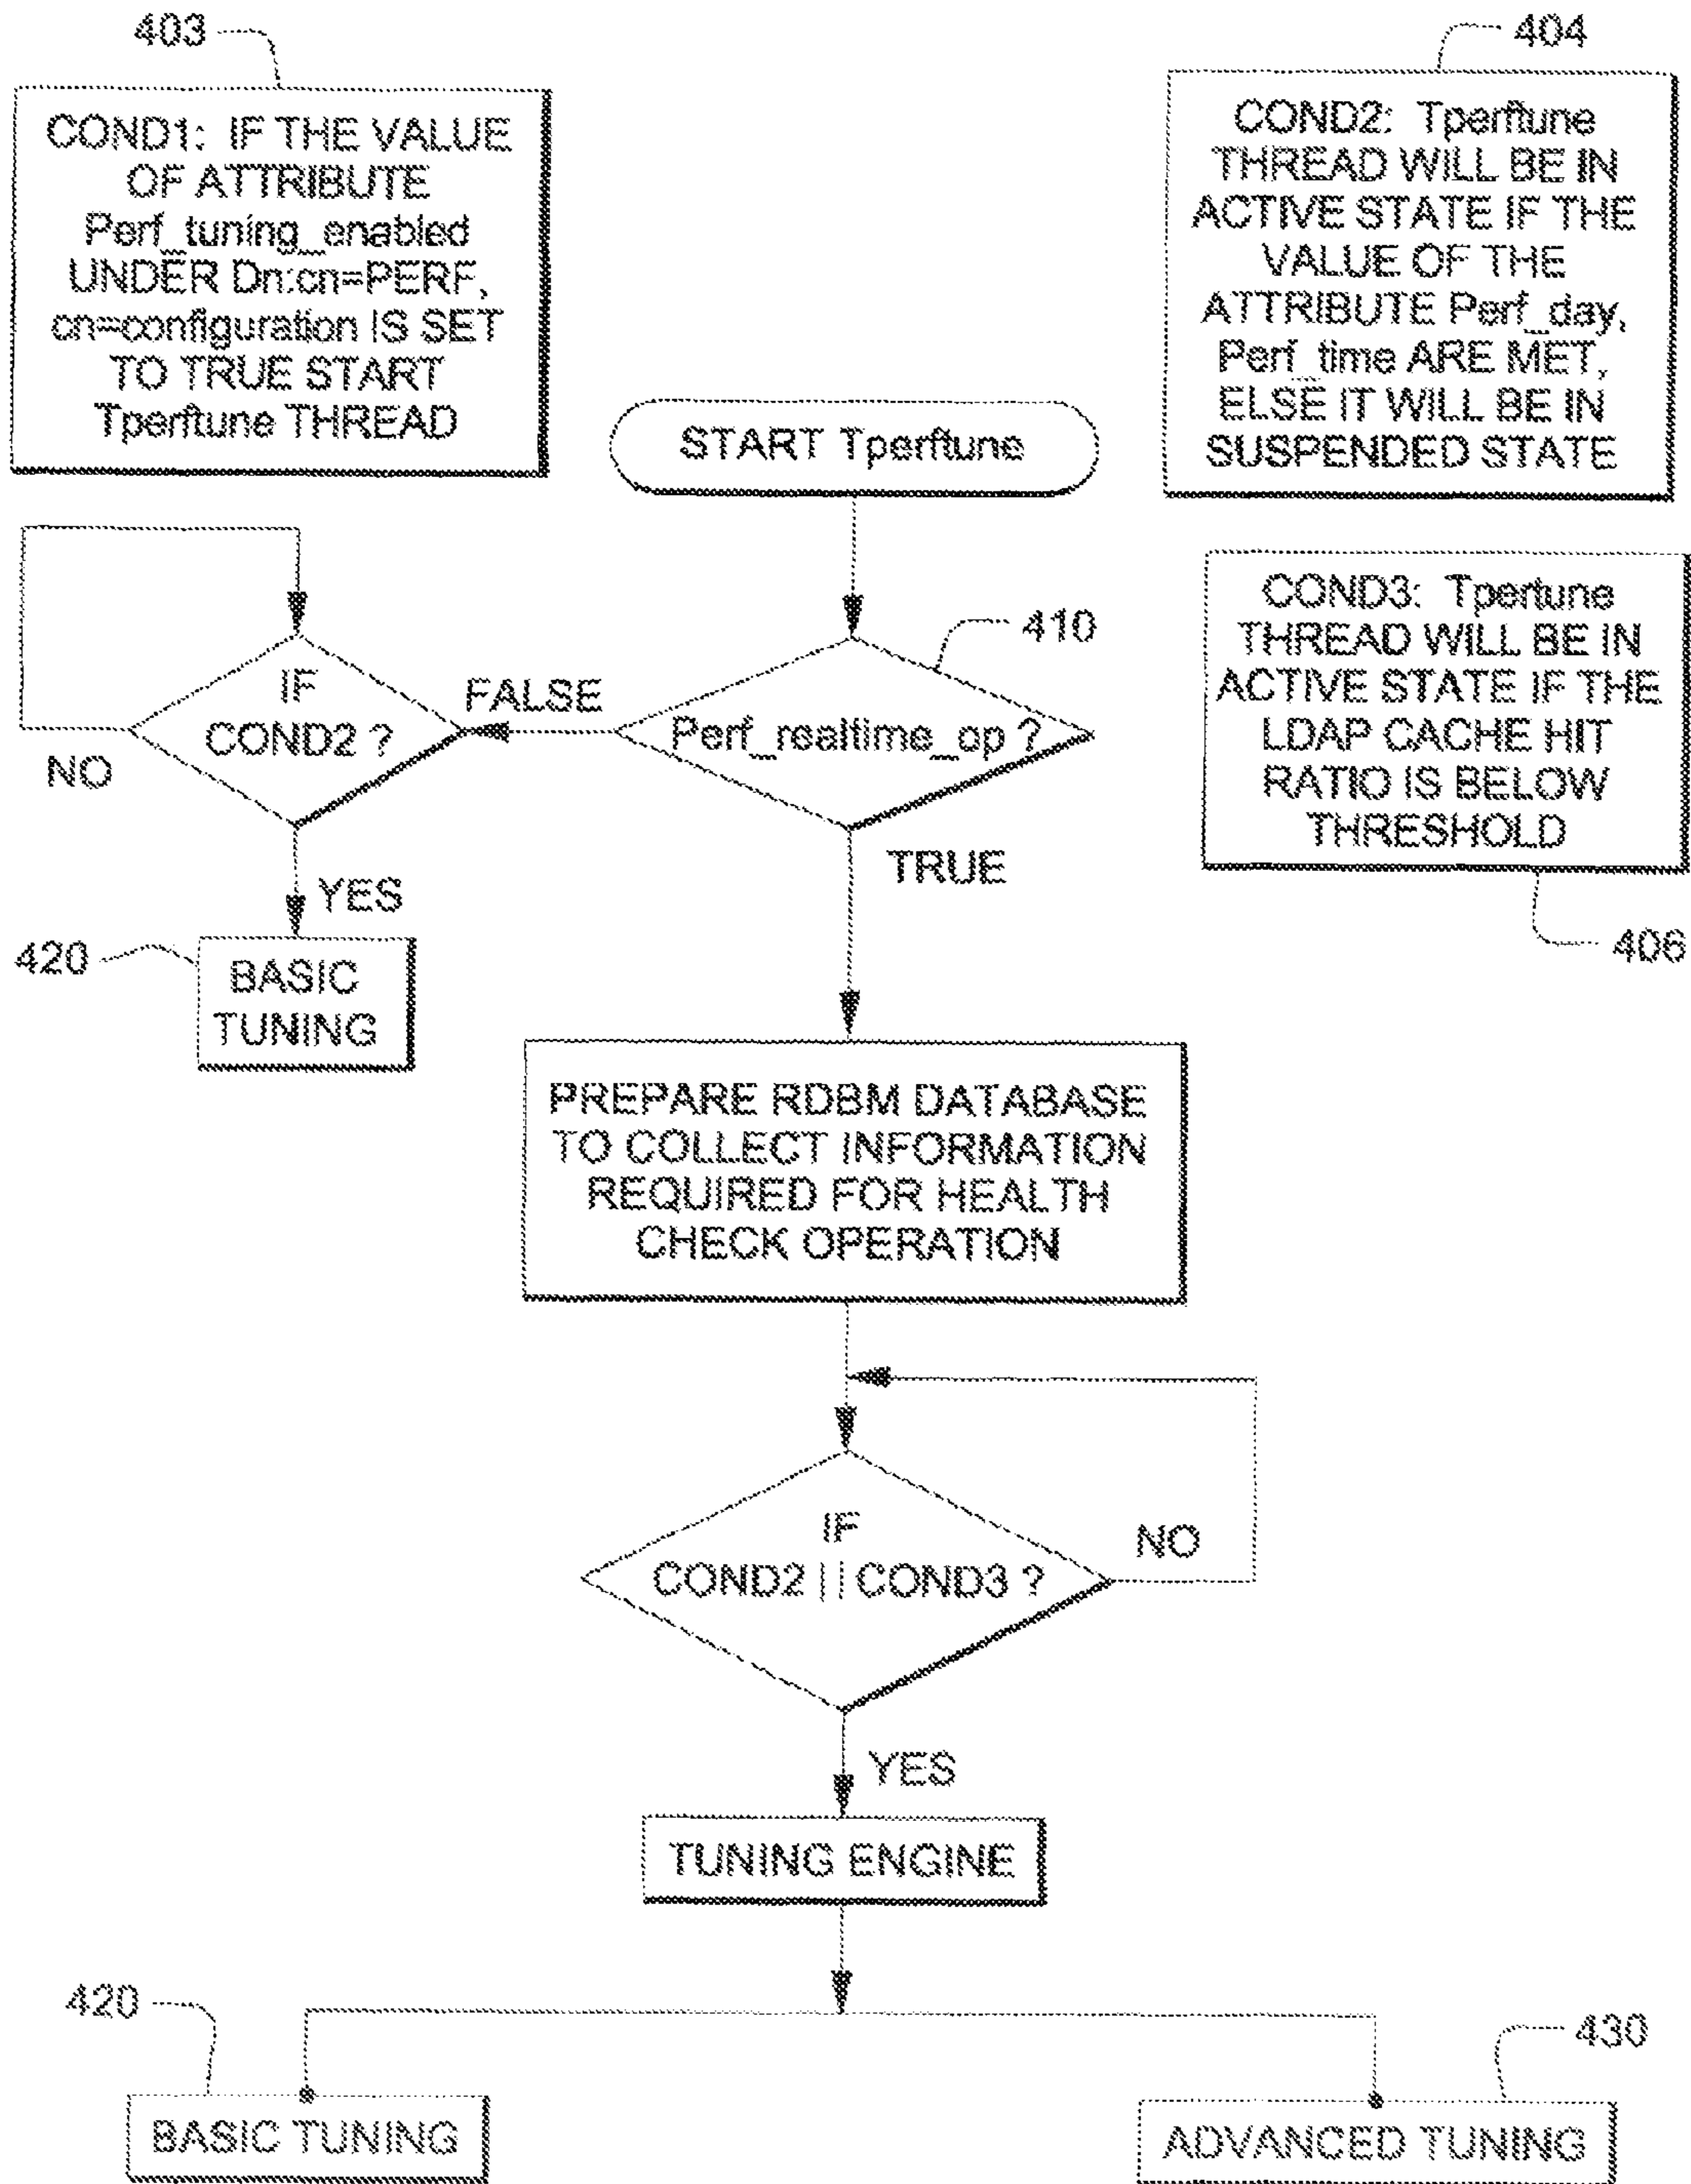 403
COND1: IF THE VALUE
OF ATTRIBUTE
Perf_tuning_enabled
UNDER Dn:cn=PERF,
cn=configuration IS SET
TO TRUE START
Tperftune THREAD
404
COND2: Tperftune
THREAD WILL BE IN
ACTIVE STATE IF THE
VALUE OF THE
ATTRIBUTE Perf_day,
Perf_time ARE MET,
ELSE IT WILL BE IN
SUSPENDED STATE
START Tperftune
COND3: Tpertune
THREAD WILL BE IN
ACTIVE STATE IF THE
LDAP CACHE HIT
RATIO IS BELOW
THRESHOLD
406
410
Perf_realtime_op ?
FALSE
IF
COND2 ?
NO
YES
420
BASIC
TUNING
TRUE
PREPARE RDBM DATABASE
TO COLLECT INFORMATION
REQUIRED FOR HEALTH
CHECK OPERATION
IF
COND2 || COND3 ?
NO
YES
TUNING ENGINE
420
BASIC TUNING
430
ADVANCED TUNING